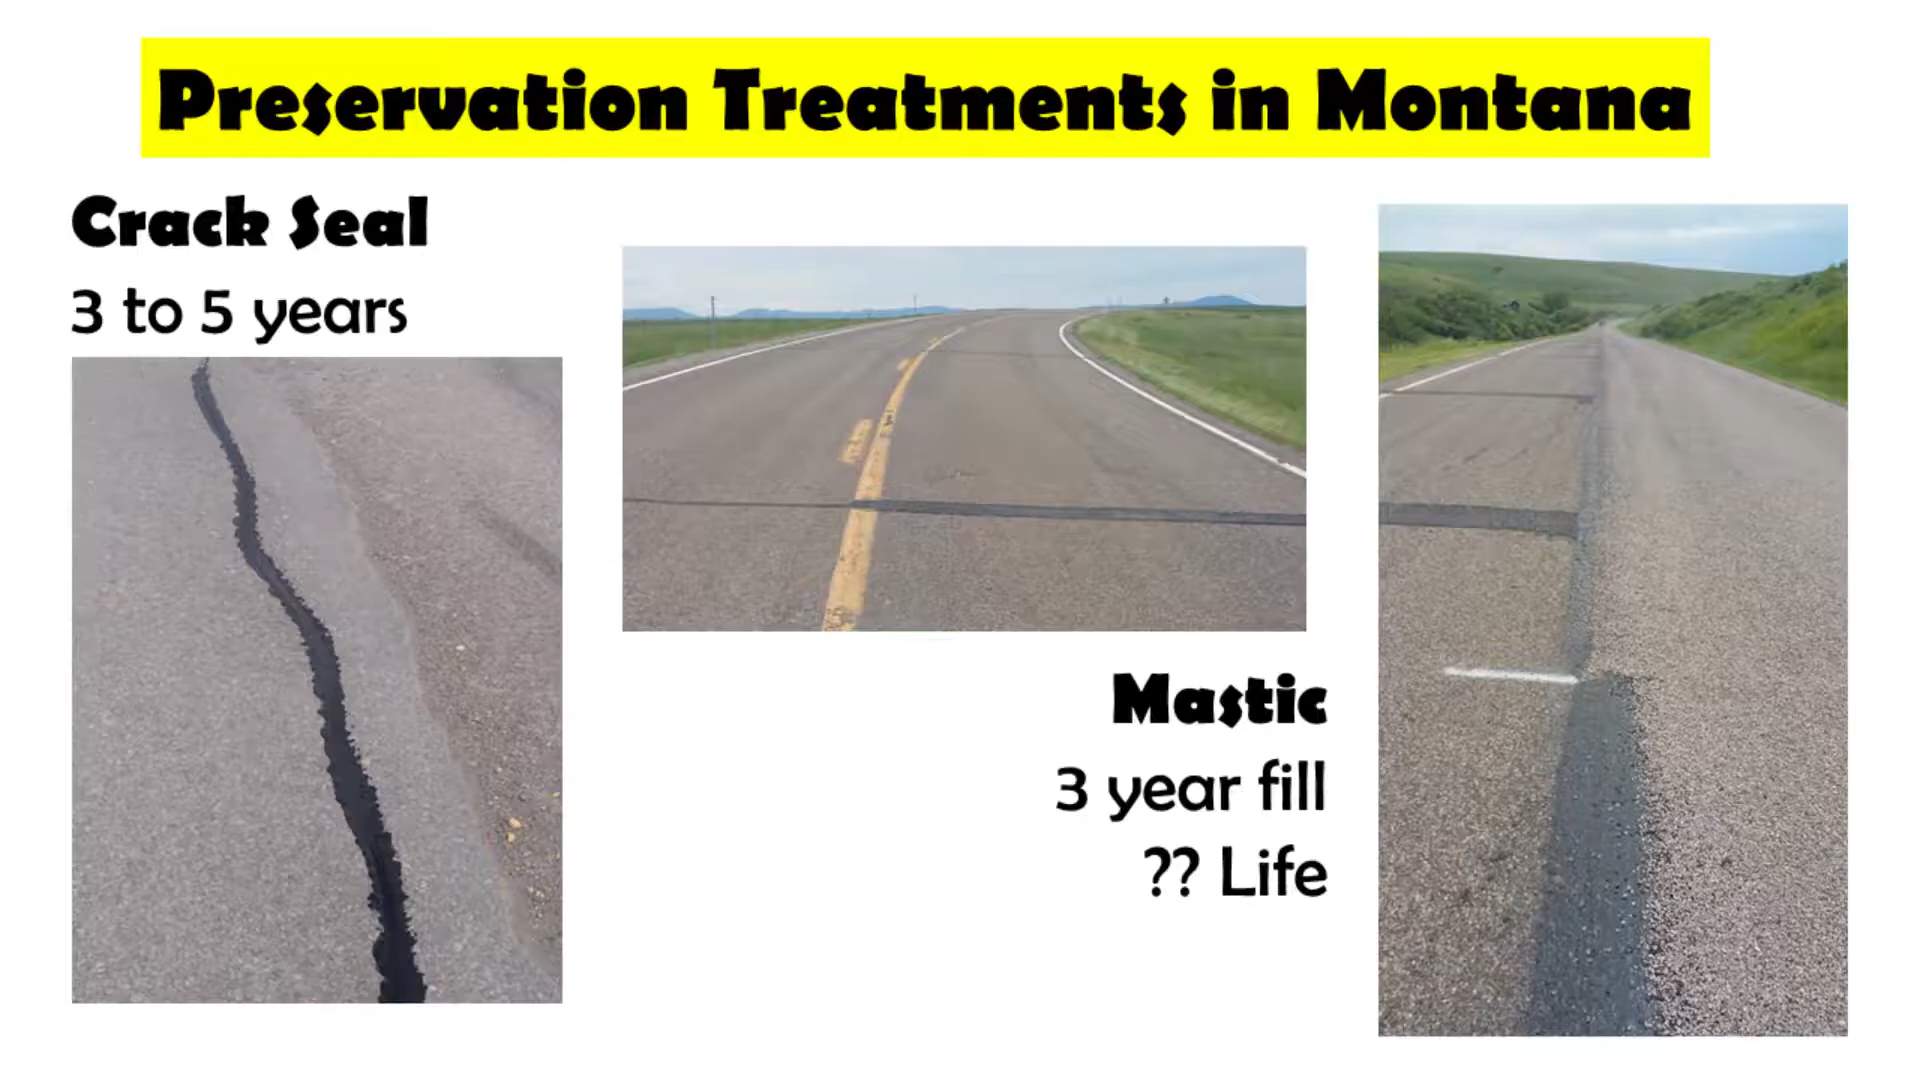 Preservation Treatments in Montana
Crack Seal
3 to 5 years
Mastic
3 year fill
?? Life